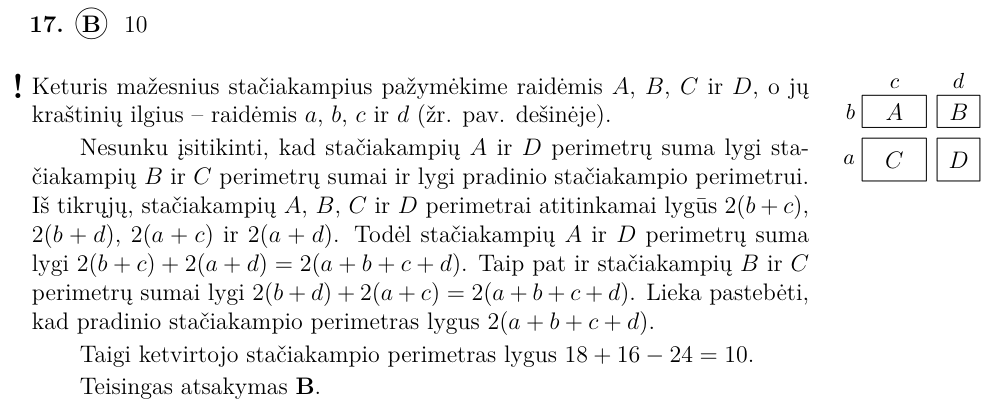 17. B 10
! Keturis mažesnius stačiakampius pažymėkime raidėmis A, B, C ir D, o jų
kraštinių ilgius – raidėmis a, b, c ir d (žr. pav. dešinėje).
Nesunku įsitikinti, kad stačiakampių A ir D perimetrų suma lygi sta-
čiakampių B ir C perimetrų sumai ir lygi pradinio stačiakampio perimetrui.
Iš tikrųjų, stačiakampių A, B, C ir D perimetrai atitinkamai lygūs 2(b + c),
2(b + d), 2(a + c) ir 2(a + d). Todėl stačiakampių A ir D perimetrų suma
lygi 2(b + c) + 2(a + d) = 2(a + b + c + d). Taip pat ir stačiakampių B ir C
perimetrų sumai lygi 2(b + d) + 2(a + c) = 2(a + b + c + d). Lieka pastebėti,
kad pradinio stačiakampio perimetras lygus 2(a + b + c + d).
Taigi ketvirtojo stačiakampio perimetras lygus 18 + 16 − 24 = 10.
Teisingas atsakymas B.
c d
b A B
a C D